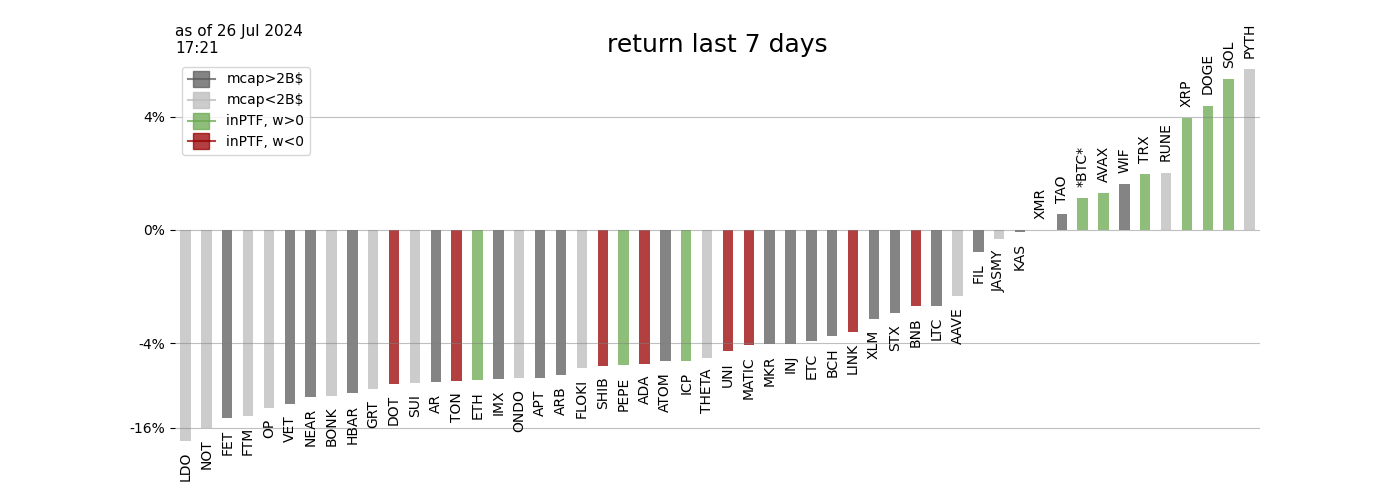 as of 26 Jul 2024
17:21
return last 7 days
mcap>2B$
mcap<2B$
inPTF, w>0
inPTF, w<0
4%
0%
-4%
-16%
LDO
NOT
FET
FTM
OP
VET
NEAR
BONK
HBAR
GRT
DOT
SUI
AR
TON
ETH
IMX
ONDO
APT
ARB
FLOKI
SHIB
PEPE
ADA
ATOM
ICP
THETA
UNI
MATIC
MKR
INJ
ETC
BCH
LINK
XLM
STX
BNB
LTC
AAVE
FIL
JASMY
KAS
XMR
TAO
*BTC*
AVAX
WIF
TRX
RUNE
XRP
DOGE
SOL
PYTH